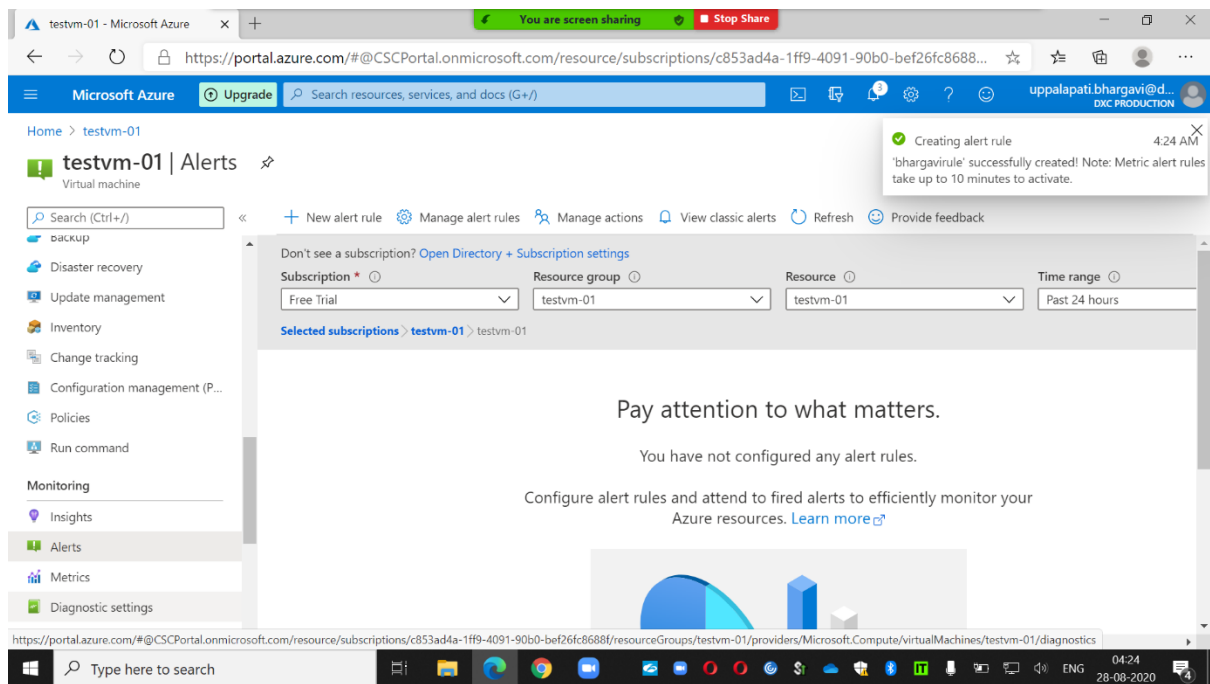 testvm-01 - Microsoft Azure
You are screen sharing
Stop Share
https://portal.azure.com/#@CSCPortal.onmicrosoft.com/resource/subscriptions/c853ad4a-1ff9-4091-90b0-bef26fc8688...
Microsoft Azure
Upgrade
Search resources, services, and docs (G+/)
3
uppalapati.bhargavi@d...
DXC PRODUCTION
Home > testvm-01
Creating alert rule 4:24 AM
'bhargavirule' successfully created! Note: Metric alert rules
take up to 10 minutes to activate.
testvm-01 | Alerts
Virtual machine
Search (Ctrl+/)
«
New alert rule
Manage alert rules
Manage actions
View classic alerts
Refresh
Provide feedback
Backup
Disaster recovery
Update management
Inventory
Change tracking
Configuration management (P...
Policies
Run command
Monitoring
Insights
Alerts
Metrics
Diagnostic settings
Don't see a subscription? Open Directory + Subscription settings
Subscription *
Resource group
Resource
Time range
Free Trial
testvm-01
testvm-01
Past 24 hours
Selected subscriptions > testvm-01 > testvm-01
Pay attention to what matters.
You have not configured any alert rules.
Configure alert rules and attend to fired alerts to efficiently monitor your
Azure resources. Learn more
https://portal.azure.com/#@CSCPortal.onmicrosoft.com/resource/subscriptions/c853ad4a-1ff9-4091-90b0-bef26fc8688f/resourceGroups/testvm-01/providers/Microsoft.Compute/virtualMachines/testvm-01/diagnostics
Type here to search
ENG
04:24
28-08-2020
4